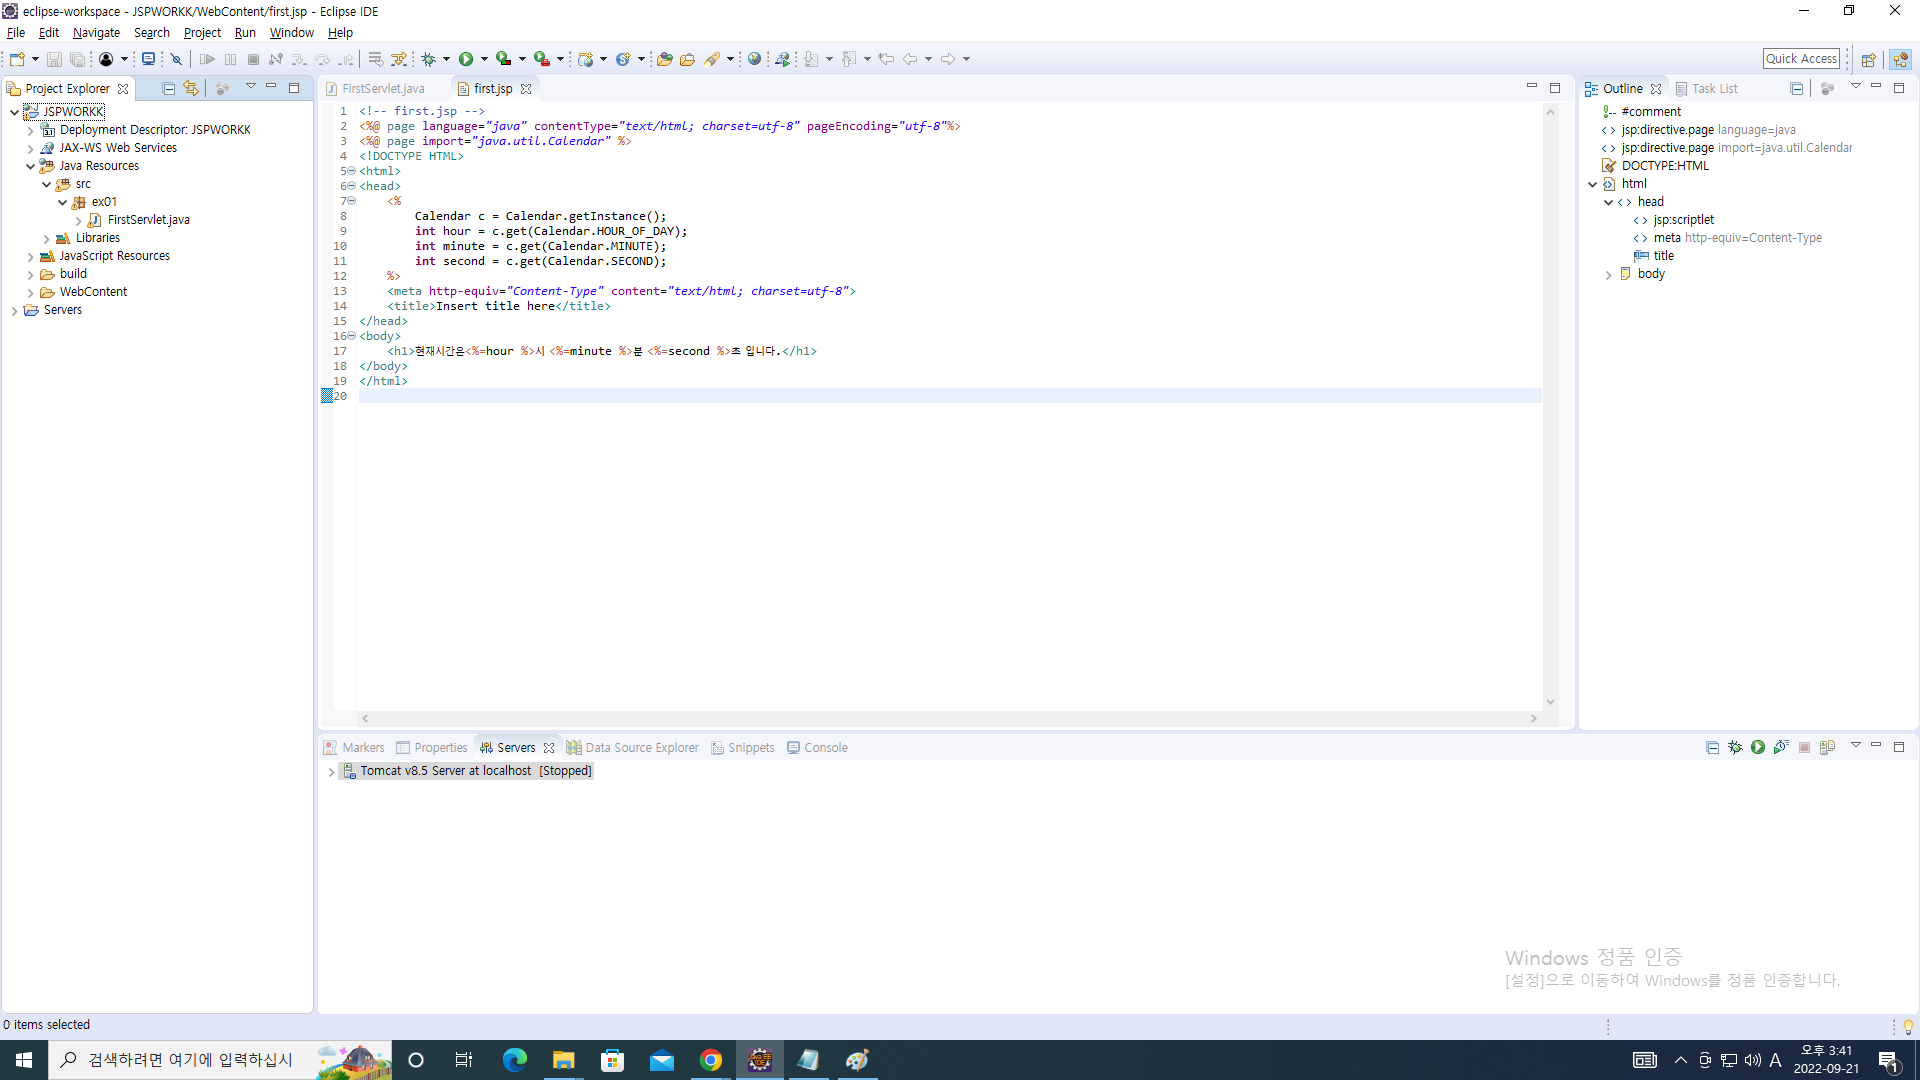 eclipse-workspace - JSPWORKK/WebContent/first.jsp - Eclipse IDE
File Edit Navigate Search Project Run Window Help
Quick Access
Project Explorer
JSPWORKK
Deployment Descriptor: JSPWORKK
JAX-WS Web Services
Java Resources
src
ex01
FirstServlet.java
Libraries
JavaScript Resources
build
WebContent
Servers
FirstServlet.java first.jsp
1 <!-- first.jsp -->
2 <%@ page language="java" contentType="text/html; charset=utf-8" pageEncoding="utf-8"%>
3 <%@ page import="java.util.Calendar" %>
4 <!DOCTYPE HTML>
5 <html>
6 <head>
7 <%
8 Calendar c = Calendar.getInstance();
9 int hour = c.get(Calendar.HOUR_OF_DAY);
10 int minute = c.get(Calendar.MINUTE);
11 int second = c.get(Calendar.SECOND);
12 %>
13 <meta http-equiv="Content-Type" content="text/html; charset=utf-8">
14 <title>Insert title here</title>
15 </head>
16 <body>
17 <h1>현재시간은<%=hour %>시 <%=minute %>분 <%=second %>초 입니다.</h1>
18 </body>
19 </html>
20
Outline Task List
#comment
jsp:directive.page language=java
jsp:directive.page import=java.util.Calendar
DOCTYPE:HTML
html
head
jsp:scriptlet
meta http-equiv=Content-Type
title
body
Markers Properties Servers Data Source Explorer Snippets Console
Tomcat v8.5 Server at localhost [Stopped]
Windows 정품 인증
[설정]으로 이동하여 Windows를 정품 인증합니다.
0 items selected
검색하려면 여기에 입력하십시
A
오후 3:41
2022-09-21
1